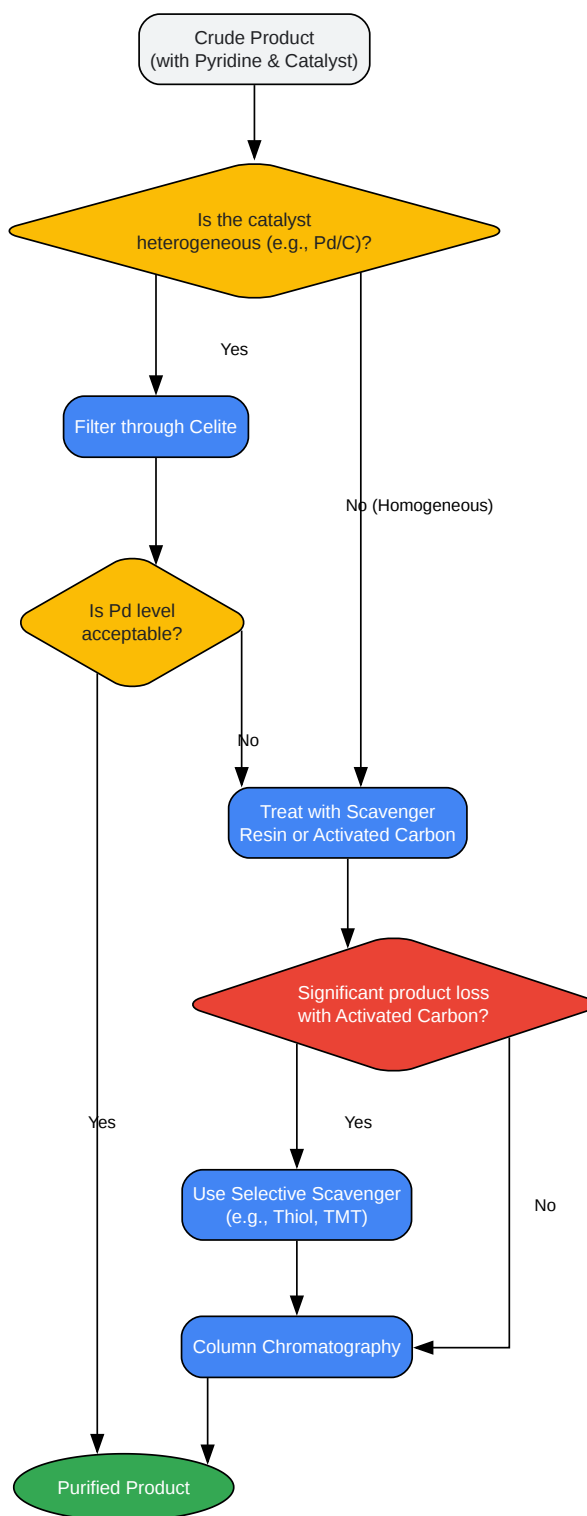 Crude Product
(with Pyridine & Catalyst)
Is the catalyst
heterogeneous (e.g., Pd/C)?
Yes
Filter through Celite
No (Homogeneous)
Is Pd level
acceptable?
No
Treat with Scavenger
Resin or Activated Carbon
Significant product loss
with Activated Carbon?
Yes
Yes
Use Selective Scavenger
(e.g., Thiol, TMT)
No
Column Chromatography
Purified Product